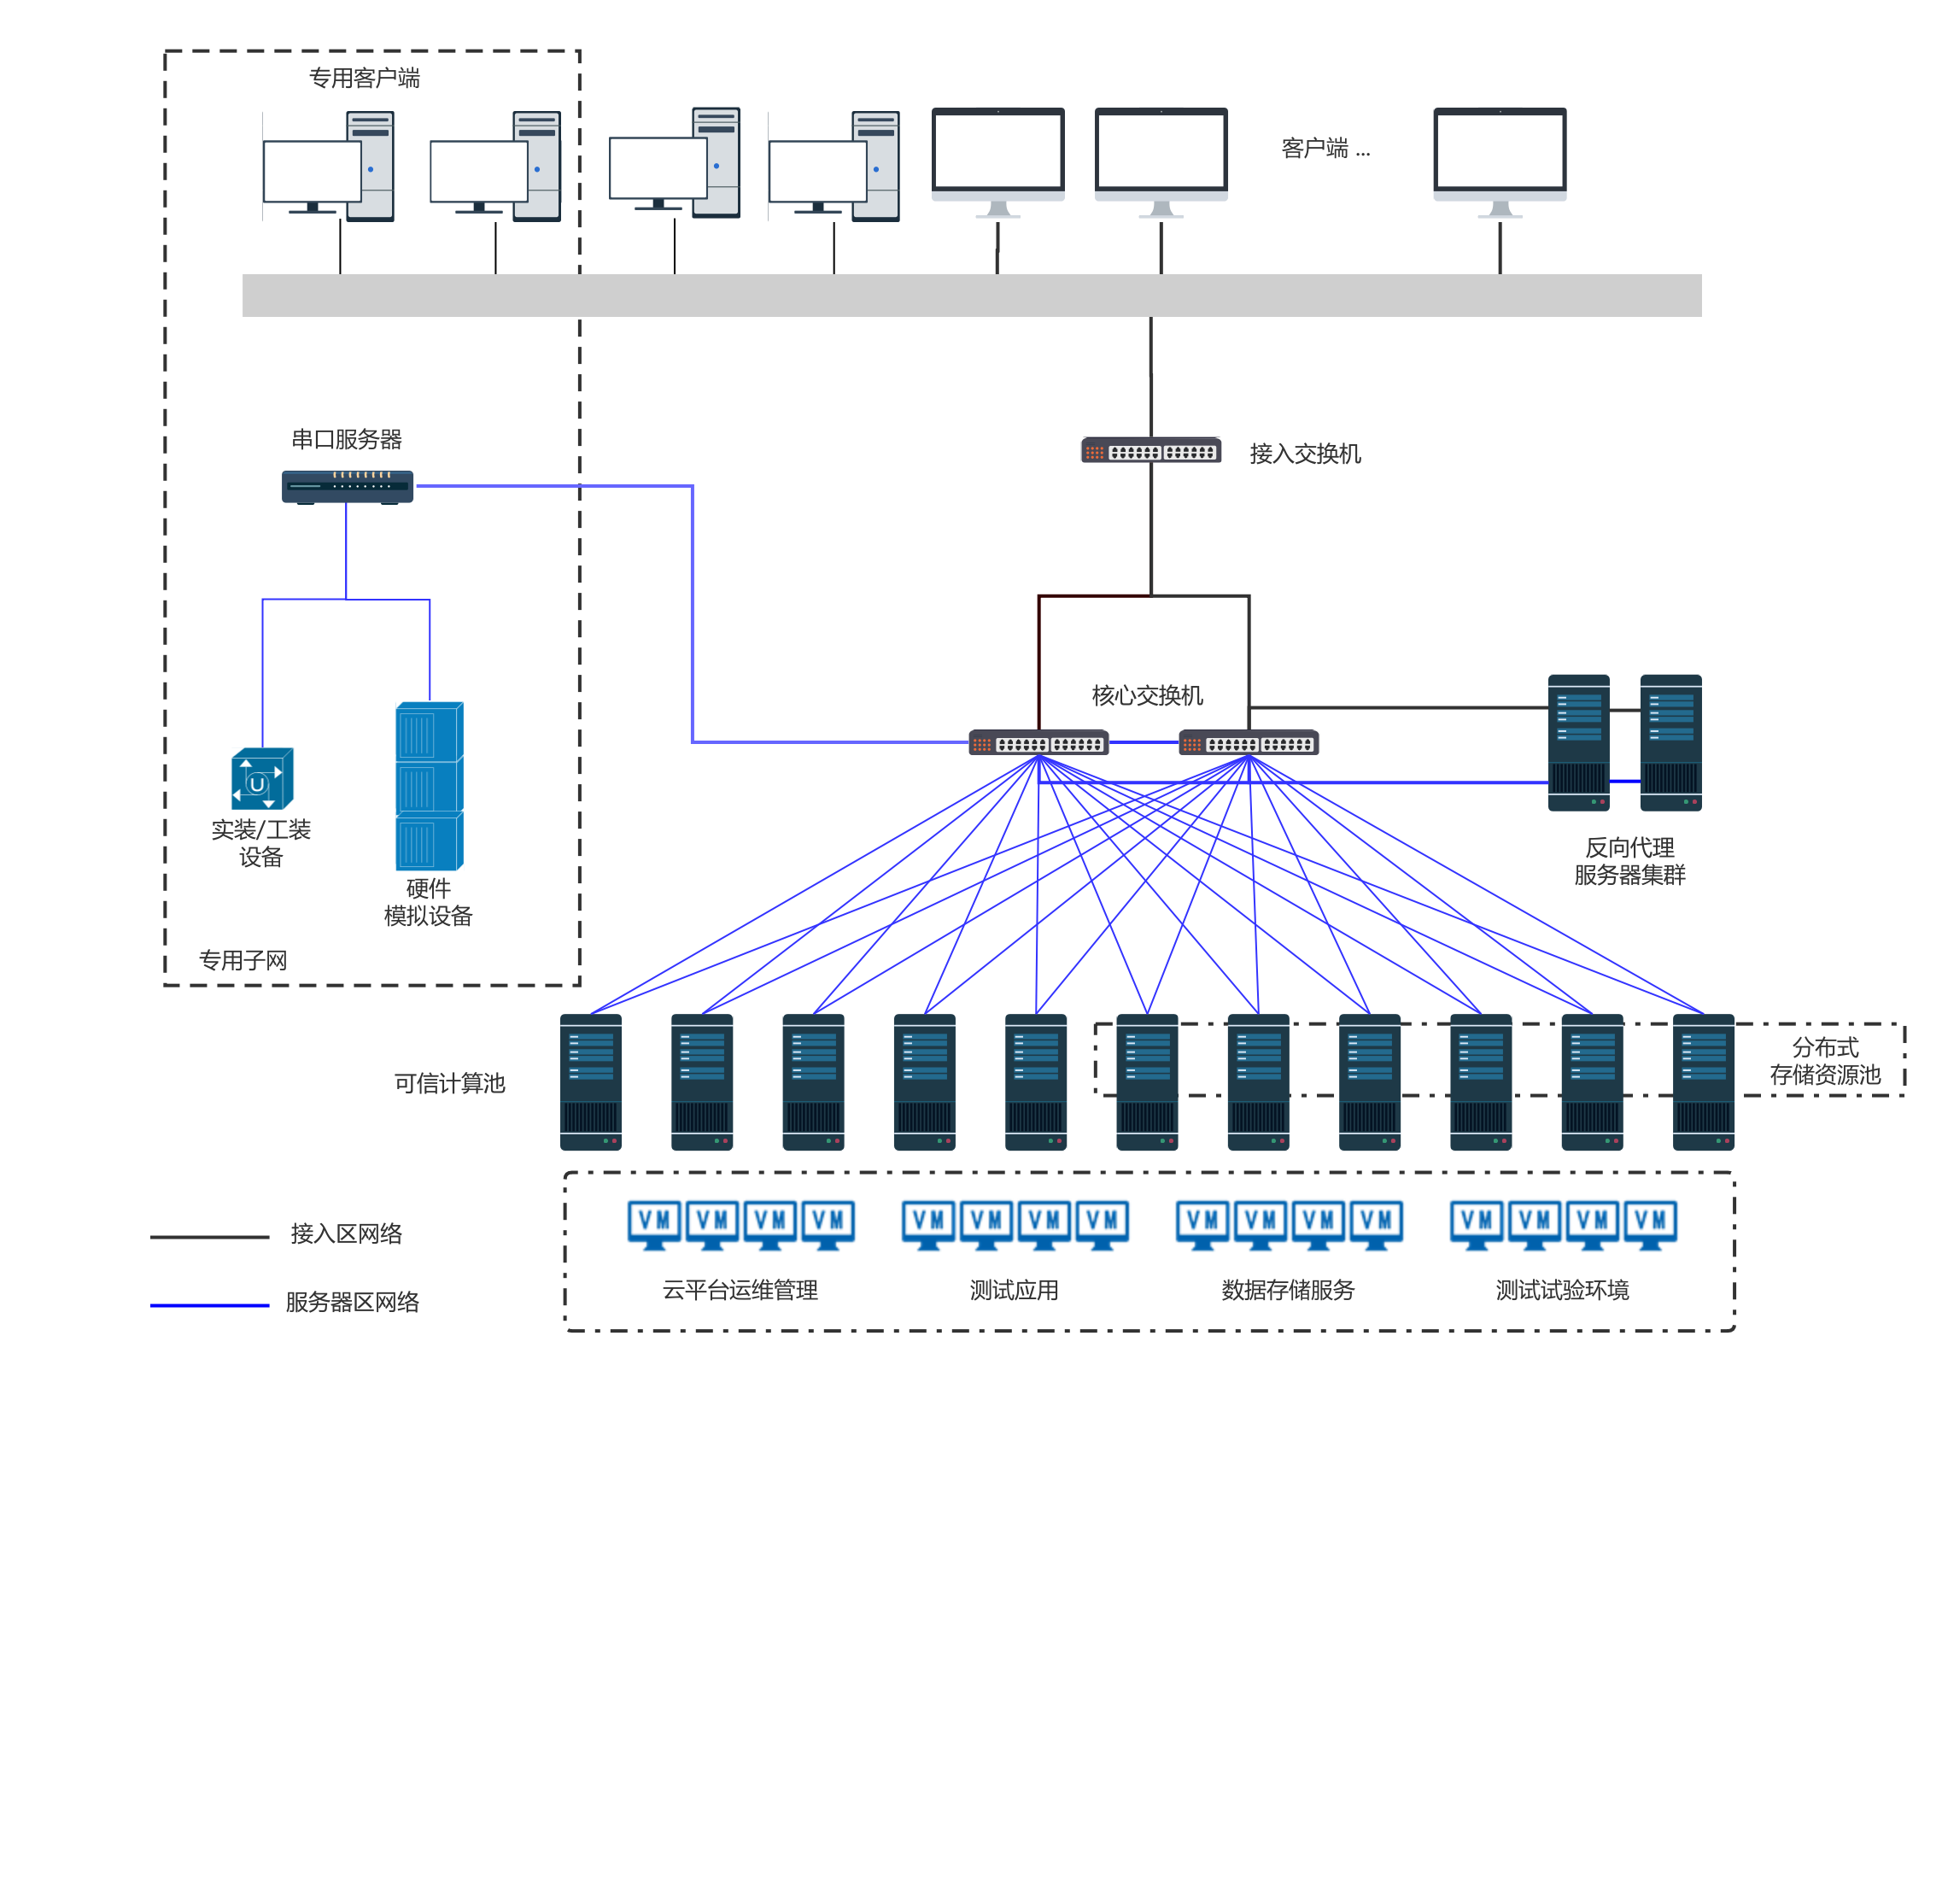 专用客户端
客户端 ...
串口服务器
接入交换机
核心交换机
U
实装/工装
设备
硬件
模拟设备
反向代理
服务器集群
专用子网
可信计算池
分布式
存储资源池
VM VM VM VM VM VM VM VM VM VM VM VM VM VM VM VM
云平台运维管理
测试应用
数据存储服务
测试试验环境
接入区网络
服务器区网络